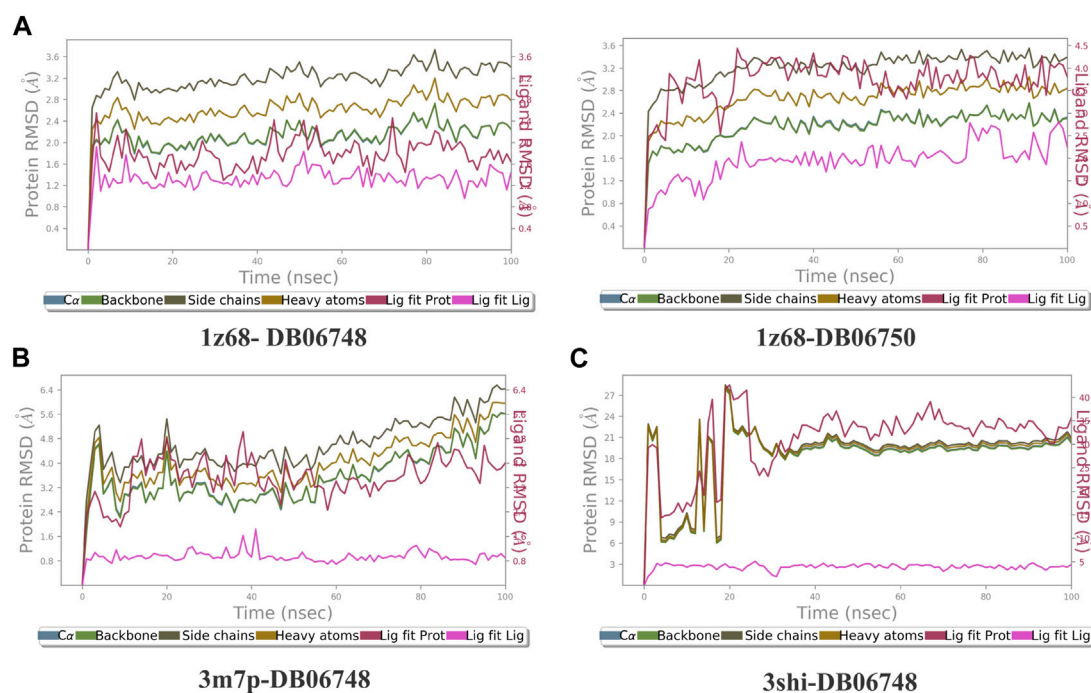 A
3.6
3.2
2.8
2.4
2.0
1.6
1.2
0.8
0.4
Protein RMSD (Å)
Ligand RMSD (Å)
3.6
0.8
0.4
0 20 40 60 80 100
Time (nsec)
Cα Backbone Side chains Heavy atoms Lig fit Prot Lig fit Lig
1z68- DB06748
3.6
3.2
2.8
2.4
2.0
1.6
1.2
0.8
0.4
Protein RMSD (Å)
Ligand RMSD (Å)
4.5
4.0
0.5
0 20 40 60 80 100
Time (nsec)
Cα Backbone Side chains Heavy atoms Lig fit Prot Lig fit Lig
1z68-DB06750
B
6.4
5.6
4.8
4.0
3.2
2.4
1.6
0.8
Protein RMSD (Å)
Ligand RMSD (Å)
6.4
1.6
0.8
0 20 40 60 80 100
Time (nsec)
Cα Backbone Side chains Heavy atoms Lig fit Prot Lig fit Lig
3m7p-DB06748
C
27
24
21
18
15
12
9
6
3
Protein RMSD (Å)
Ligand RMSD (Å)
40
10
5
0 20 40 60 80 100
Time (nsec)
Cα Backbone Side chains Heavy atoms Lig fit Prot Lig fit Lig
3shi-DB06748